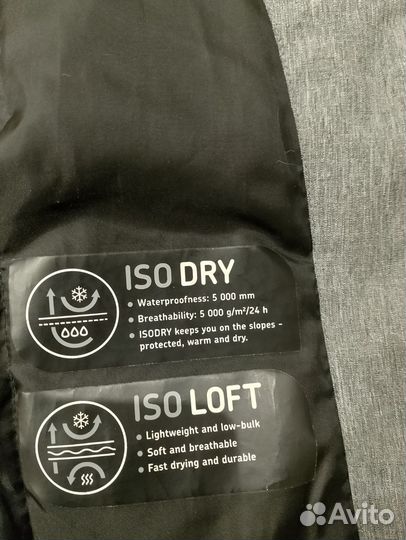 ISO DRY
• Waterproofness: 5 000 mm
• Breathability: 5 000 g/m²/24 h
• ISODRY keeps you on the slopes –
protected, warm and dry.
ISO LOFT
• Lightweight and low-bulk
• Soft and breathable
• Fast drying and durable
Avito